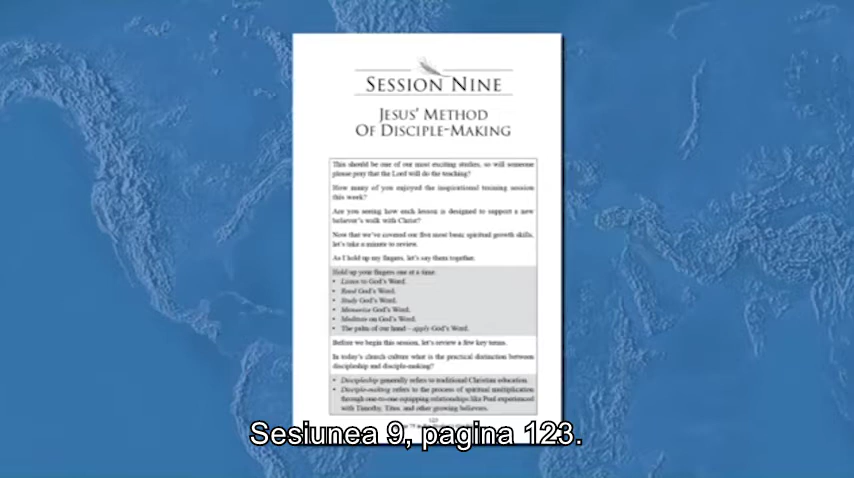 SESSION NINE
JESUS' METHOD
OF DISCIPLE-MAKING
This should be one of our most exciting studies, so will someone
please pray that the Lord will do the teaching?
How many of you enjoyed the inspirational training session
this week?
Are you seeing how each lesson is designed to support a new
believer's walk with Christ?
Now that we've covered our five most basic spiritual growth skills,
let's take a minute to review.
As I hold up my fingers, let's say them together.
Hold up your fingers one at a time.
• Listen to God's Word.
• Read God's Word.
• Study God's Word.
• Memorize God's Word.
• Meditate on God's Word.
• The palm of our hand – apply God's Word.
Before we begin this session, let's review a few key terms.
In today's church culture what is the practical distinction between
discipleship and disciple-making?
• Discipleship generally refers to traditional Christian education.
• Disciple-making refers to the process of spiritual multiplication
through one-to-one equipping relationships like Paul experienced
with Timothy, Titus, and other growing believers.
123
Sesiunea 9, pagina 123.